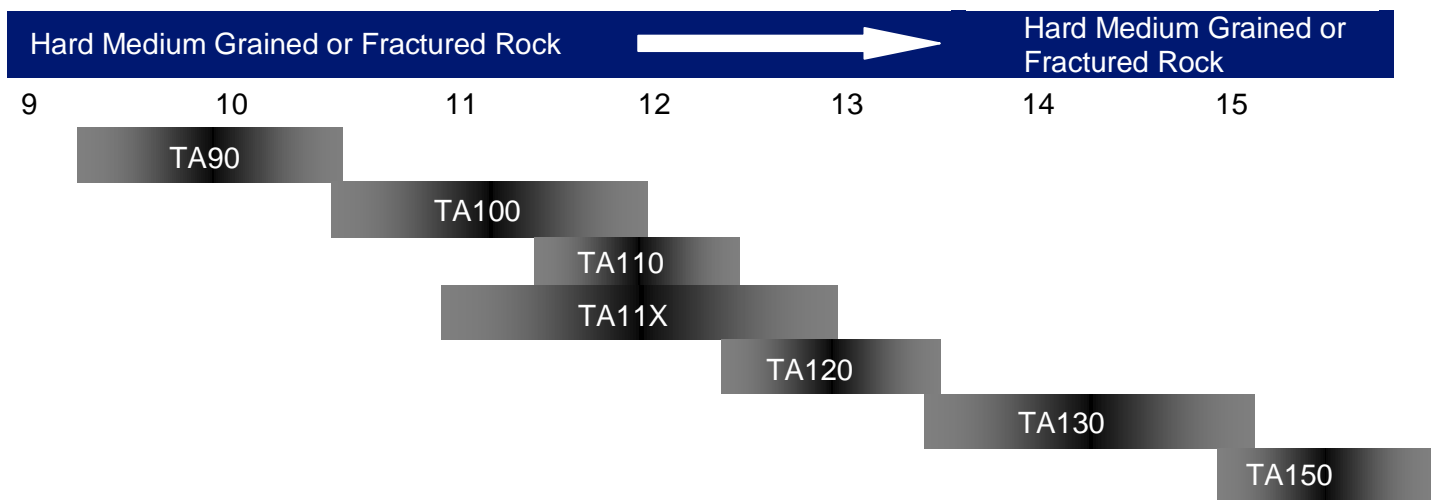 Hard Medium Grained or Fractured Rock
Hard Medium Grained or
Fractured Rock
9 10 11 12 13 14 15
TA90
TA100
TA110
TA11X
TA120
TA130
TA150